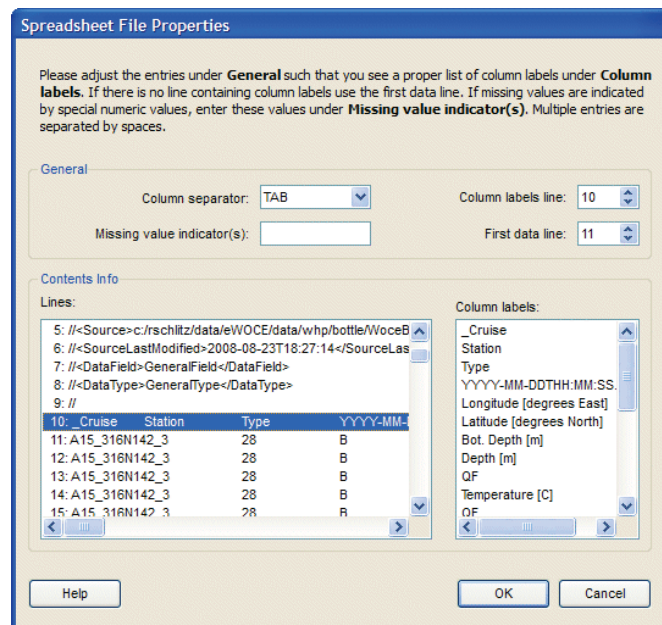 Spreadsheet File Properties
Please adjust the entries under General such that you see a proper list of column labels under Column
labels. If there is no line containing column labels use the first data line. If missing values are indicated
by special numeric values, enter these values under Missing value indicator(s). Multiple entries are
separated by spaces.
General
Column separator: TAB
Column labels line: 10
Missing value indicator(s):
First data line: 11
Contents Info
Lines:
5: //<Source>c:/rschlitz/data/eWOCE/data/whp/bottle/WoceB
6: //<SourceLastModified>2008-08-23T18:27:14</SourceLas
7: //<DataField>GeneralField</DataField>
8: //<DataType>GeneralType</DataType>
9: //
10: _Cruise Station Type YYYY-MM-
11: A15_316N142_3 28 B
12: A15_316N142_3 28 B
13: A15_316N142_3 28 B
14: A15_316N142_3 28 B
15: A15_316N142_3 28 B
Column labels:
_Cruise
Station
Type
YYYY-MM-DDTHH:MM:SS.
Longitude [degrees East]
Latitude [degrees North]
Bot. Depth [m]
Depth [m]
QF
Temperature [C]
QF
Help
OK
Cancel